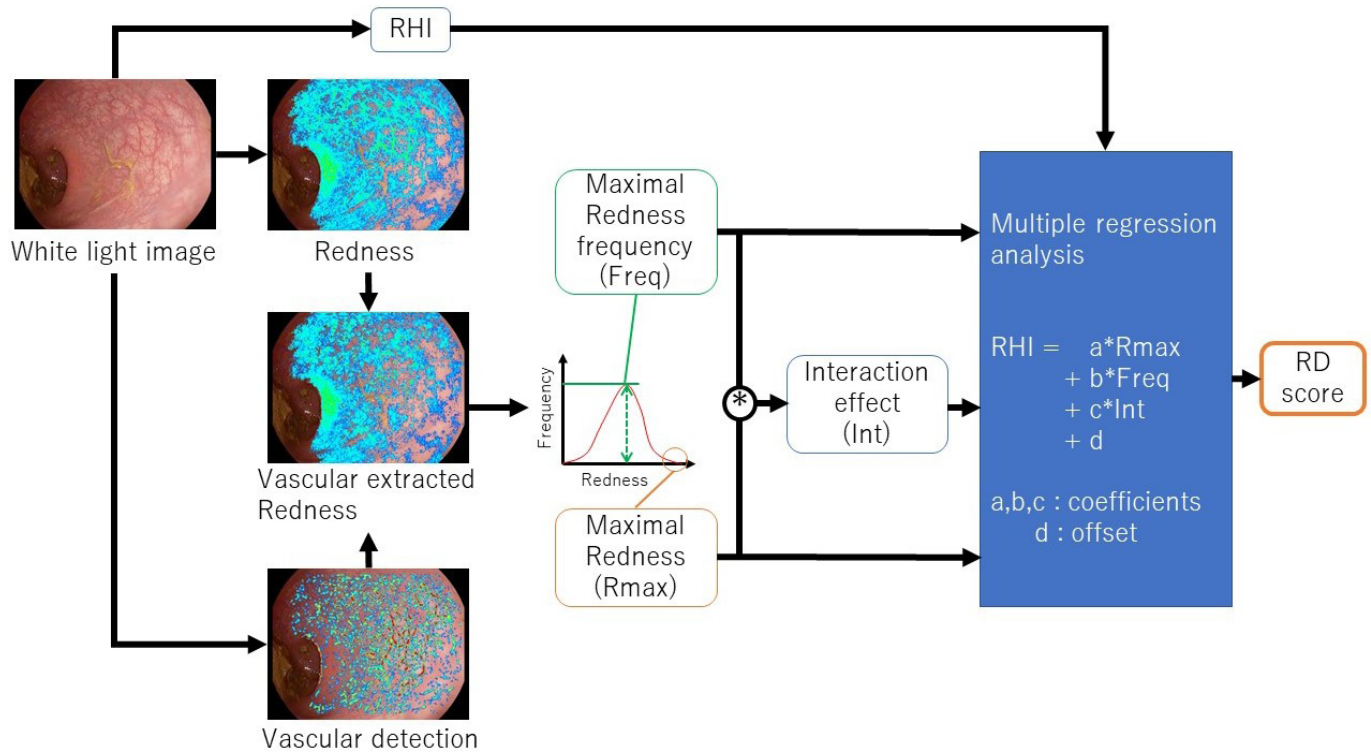 RHI
White light image
Redness
Vascular extracted
Redness
Vascular detection
Maximal
Redness
frequency
(Freq)
Frequency
Redness
Maximal
Redness
(Rmax)
*
Interaction
effect
(Int)
Multiple regression
analysis
RHI = a*Rmax
+ b*Freq
+ c*Int
+ d
a,b,c : coefficients
d : offset
RD
score